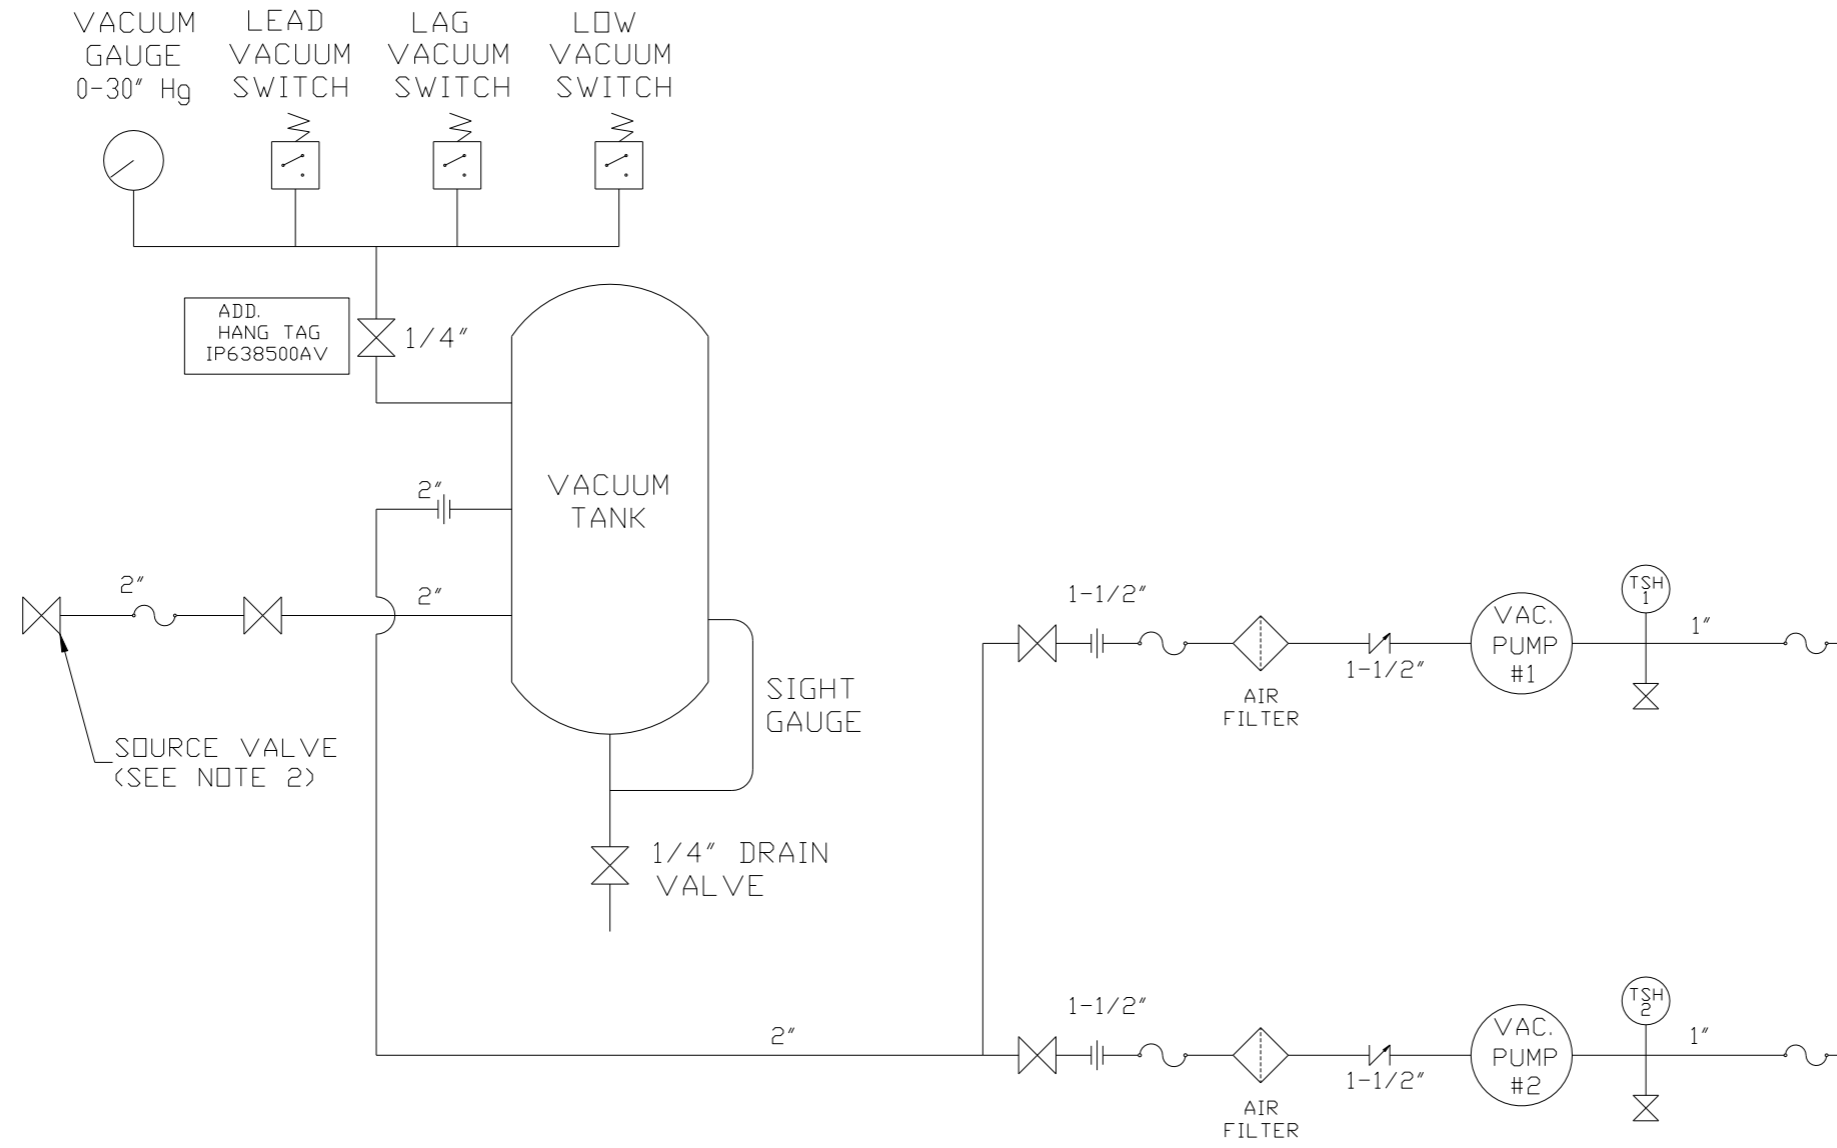 VACUUM
GAUGE
0-30" Hg
LEAD
VACUUM
SWITCH
LAG
VACUUM
SWITCH
LOW
VACUUM
SWITCH
ADD.
HANG TAG
IP638500AV
1/4"
VACUUM
TANK
2"
2"
2"
SOURCE VALVE
(SEE NOTE 2)
SIGHT
GAUGE
1/4" DRAIN
VALVE
2"
1-1/2"
AIR
FILTER
1-1/2"
VAC.
PUMP
#1
TSH
1
1"
1-1/2"
AIR
FILTER
1-1/2"
VAC.
PUMP
#2
TSH
2
1"